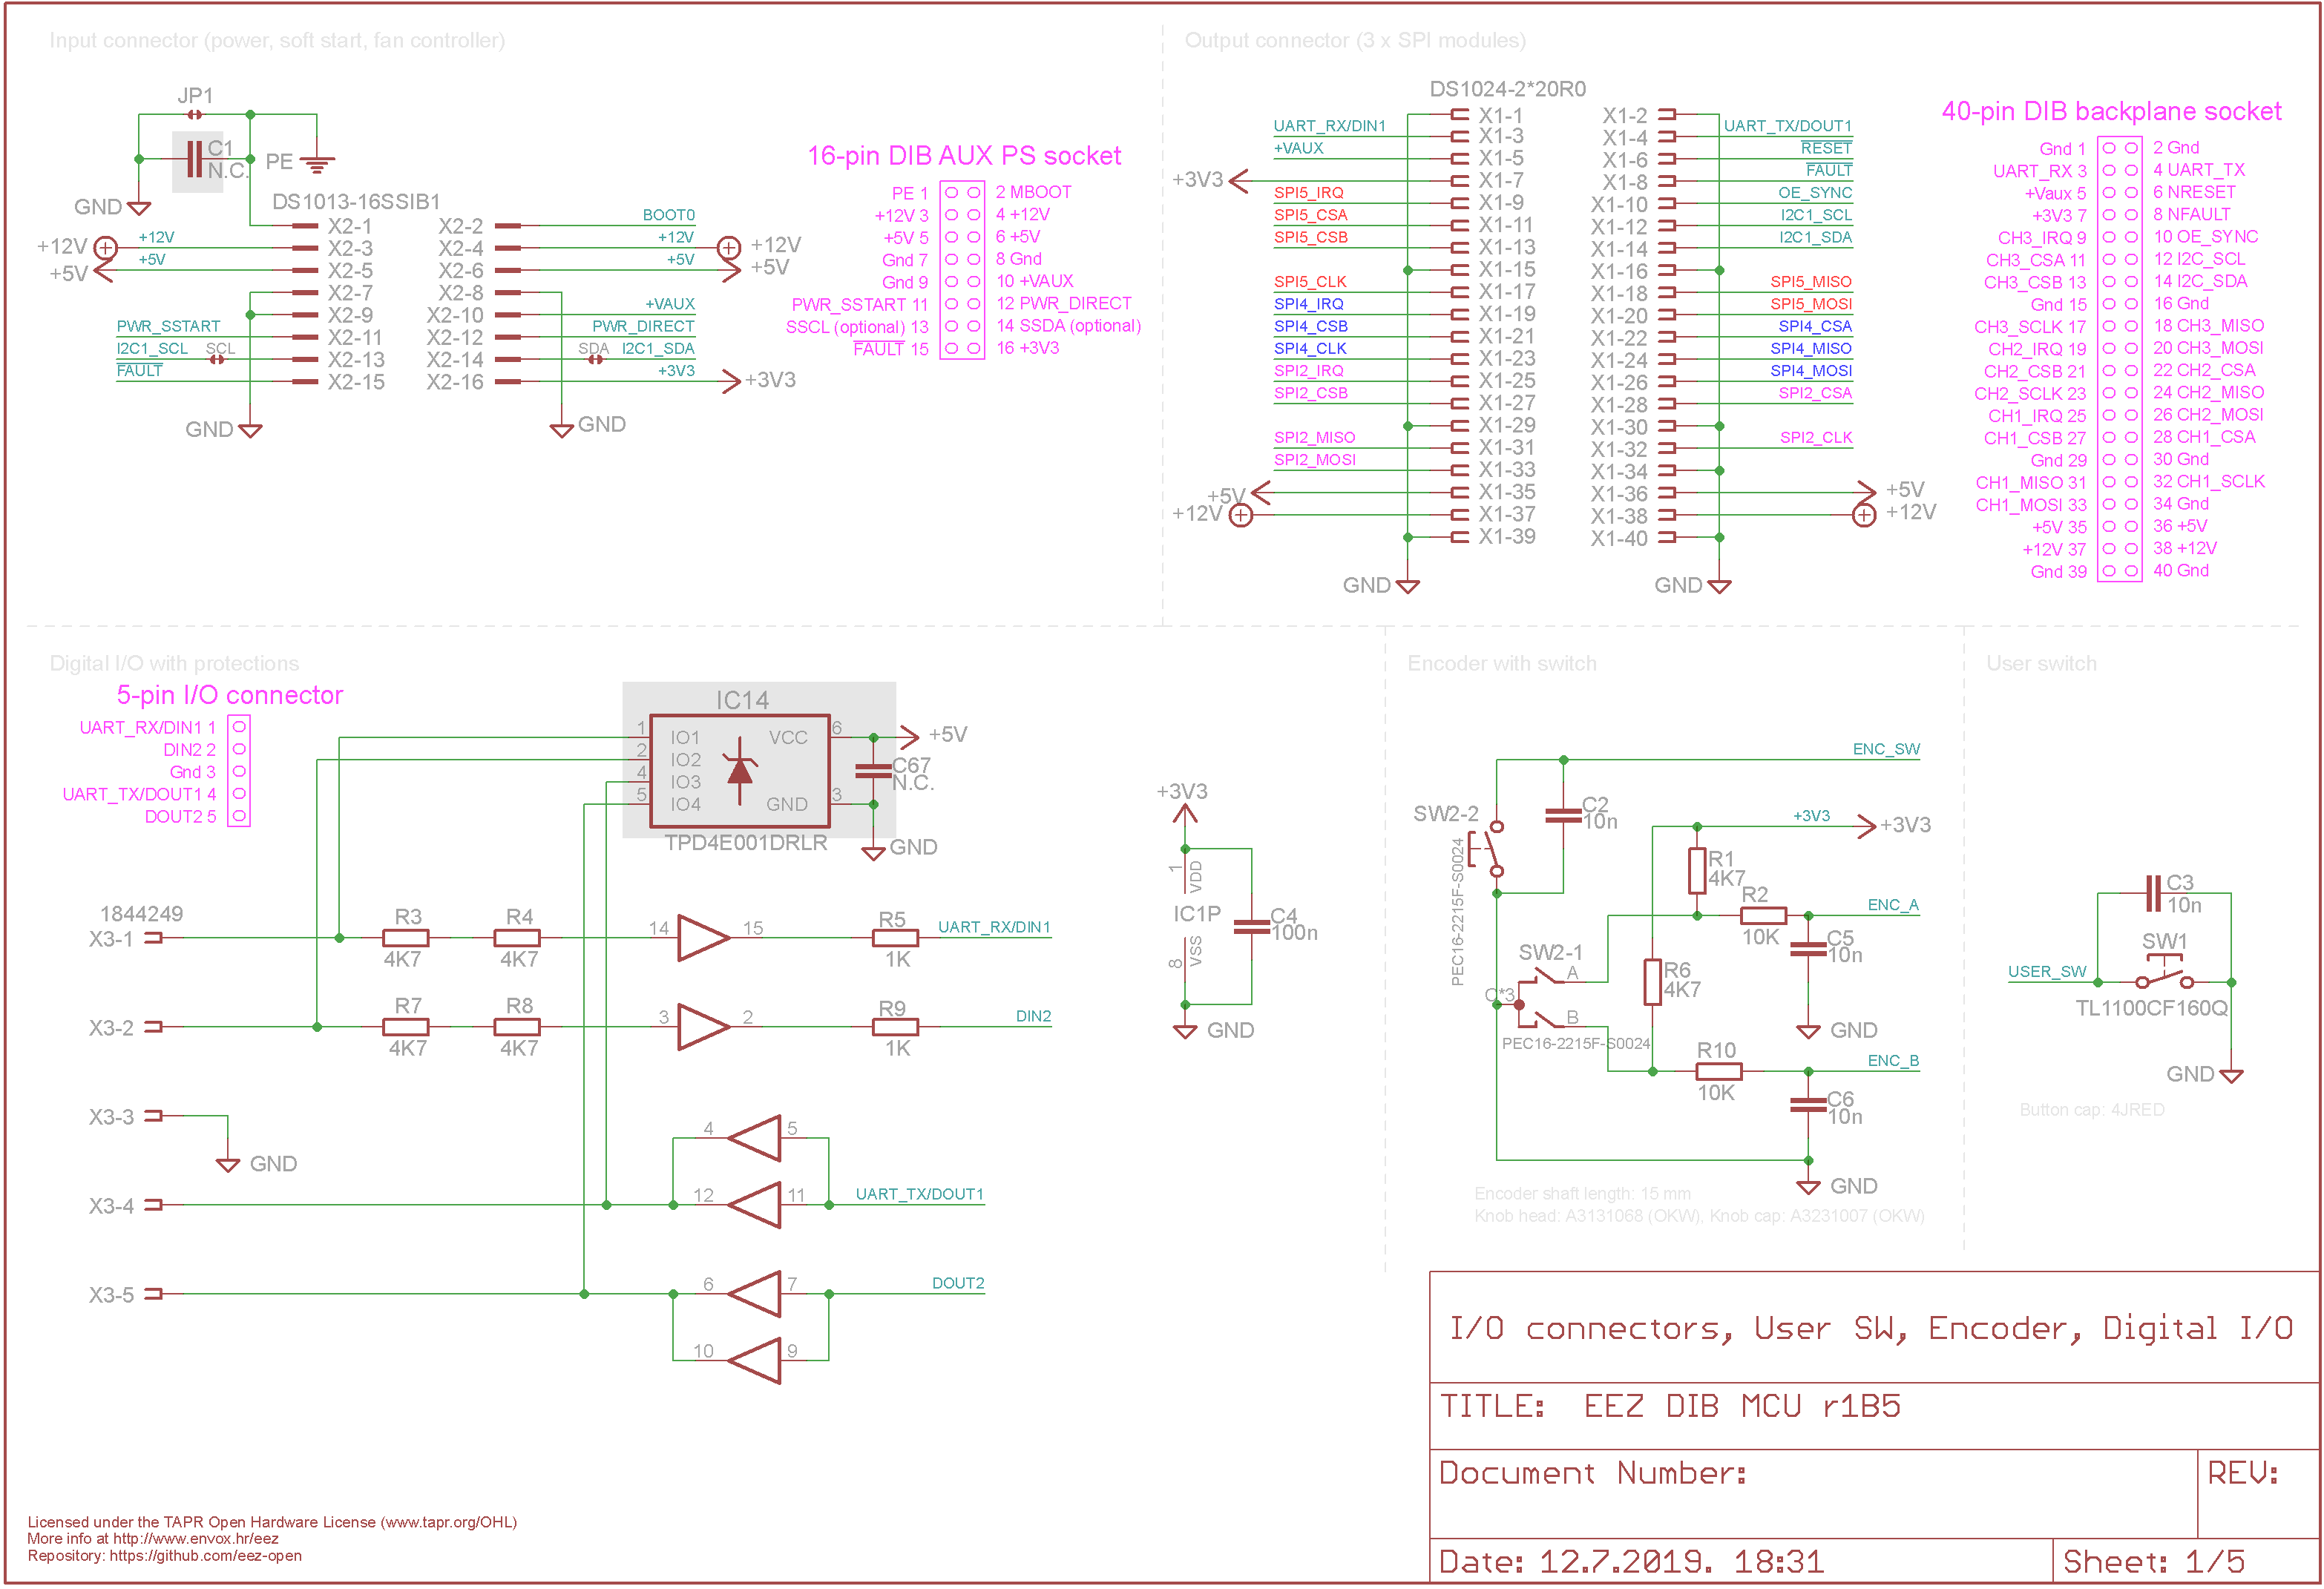 Input connector (power, soft start, fan controller)
JP1
C1
N.C.
PE
GND
DS1013-16SSIB1
X2-1
X2-3
X2-5
X2-7
X2-9
X2-11
X2-13
X2-15
X2-2
X2-4
X2-6
X2-8
X2-10
X2-12
X2-14
X2-16
+12V
+12V
+5V
+5V
PWR_SSTART
I2C1_SCL
SCL
FAULT
GND
BOOT0
+12V
+12V
+5V
+5V
+VAUX
PWR_DIRECT
SDA
I2C1_SDA
+3V3
+3V3
GND
16-pin DIB AUX PS socket
PE 1
2 MBOOT
+12V 3
4 +12V
+5V 5
6 +5V
Gnd 7
8 Gnd
Gnd 9
10 +VAUX
PWR_SSTART 11
12 PWR_DIRECT
SSCL (optional) 13
14 SSDA (optional)
FAULT 15
16 +3V3
Output connector (3 x SPI modules)
DS1024-2*20R0
UART_RX/DIN1
+VAUX
+3V3
SPI5_IRQ
SPI5_CSA
SPI5_CSB
SPI5_CLK
SPI4_IRQ
SPI4_CSB
SPI4_CLK
SPI2_IRQ
SPI2_CSB
SPI2_MISO
SPI2_MOSI
+5V
+12V
GND
X1-1
X1-3
X1-5
X1-7
X1-9
X1-11
X1-13
X1-15
X1-17
X1-19
X1-21
X1-23
X1-25
X1-27
X1-29
X1-31
X1-33
X1-35
X1-37
X1-39
X1-2
X1-4
X1-6
X1-8
X1-10
X1-12
X1-14
X1-16
X1-18
X1-20
X1-22
X1-24
X1-26
X1-28
X1-30
X1-32
X1-34
X1-36
X1-38
X1-40
UART_TX/DOUT1
RESET
FAULT
OE_SYNC
I2C1_SCL
I2C1_SDA
SPI5_MISO
SPI5_MOSI
SPI4_CSA
SPI4_MISO
SPI4_MOSI
SPI2_CSA
SPI2_CLK
+5V
+12V
GND
40-pin DIB backplane socket
Gnd 1
2 Gnd
UART_RX 3
4 UART_TX
+Vaux 5
6 NRESET
+3V3 7
8 NFAULT
CH3_IRQ 9
10 OE_SYNC
CH3_CSA 11
12 I2C_SCL
CH3_CSB 13
14 I2C_SDA
Gnd 15
16 Gnd
CH3_SCLK 17
18 CH3_MISO
CH2_IRQ 19
20 CH3_MOSI
CH2_CSB 21
22 CH2_CSA
CH2_SCLK 23
24 CH2_MISO
CH1_IRQ 25
26 CH2_MOSI
CH1_CSB 27
28 CH1_CSA
Gnd 29
30 Gnd
CH1_MISO 31
32 CH1_SCLK
CH1_MOSI 33
34 Gnd
+5V 35
36 +5V
+12V 37
38 +12V
Gnd 39
40 Gnd
Digital I/O with protections
5-pin I/O connector
UART_RX/DIN1 1
DIN2 2
Gnd 3
UART_TX/DOUT1 4
DOUT2 5
IC14
1
2
4
5
IO1
IO2
IO3
IO4
VCC
GND
6
3
TPD4E001DRLR
+5V
C67
N.C.
GND
1844249
X3-1
R3
4K7
R4
4K7
14
15
R5
1K
UART_RX/DIN1
X3-2
R7
4K7
R8
4K7
3
2
R9
1K
DIN2
X3-3
GND
4
5
X3-4
12
11
UART_TX/DOUT1
X3-5
6
7
DOUT2
10
9
+3V3
1
VDD
IC1P
8
VSS
C4
100n
GND
Encoder with switch
ENC_SW
SW2-2
PEC16-2215F-S0024
C2
10n
+3V3
+3V3
R1
4K7
R2
10K
ENC_A
C5
10n
GND
SW2-1
A
B
C*3
PEC16-2215F-S0024
R6
4K7
R10
10K
ENC_B
C6
10n
GND
Encoder shaft length: 15 mm
Knob head: A3131068 (OKW), Knob cap: A3231007 (OKW)
User switch
C3
10n
SW1
USER_SW
TL1100CF160Q
GND
Button cap: 4JRED
I/O connectors, User SW, Encoder, Digital I/O
TITLE: EEZ DIB MCU r1B5
Document Number:
REV:
Date: 12.7.2019. 18:31
Sheet: 1/5
Licensed under the TAPR Open Hardware License (www.tapr.org/OHL)
More info at http://www.envox.hr/eez
Repository: https://github.com/eez-open